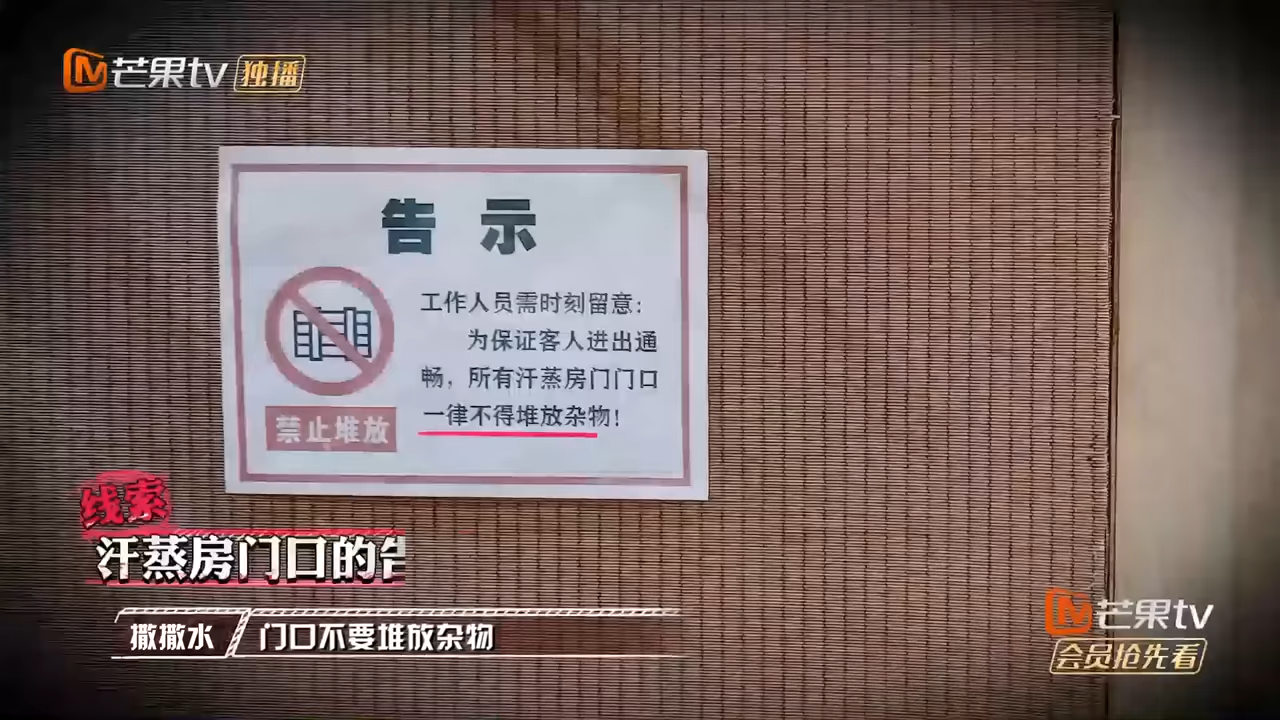 芒果tv 独播
告示
工作人员需时刻留意：
为保证客人进出通
畅，所有汗蒸房门门口
一律不得堆放杂物！
禁止堆放
线索
汗蒸房门口的
撒撒水 门口不要堆放杂物
芒果tv
会员抢先看